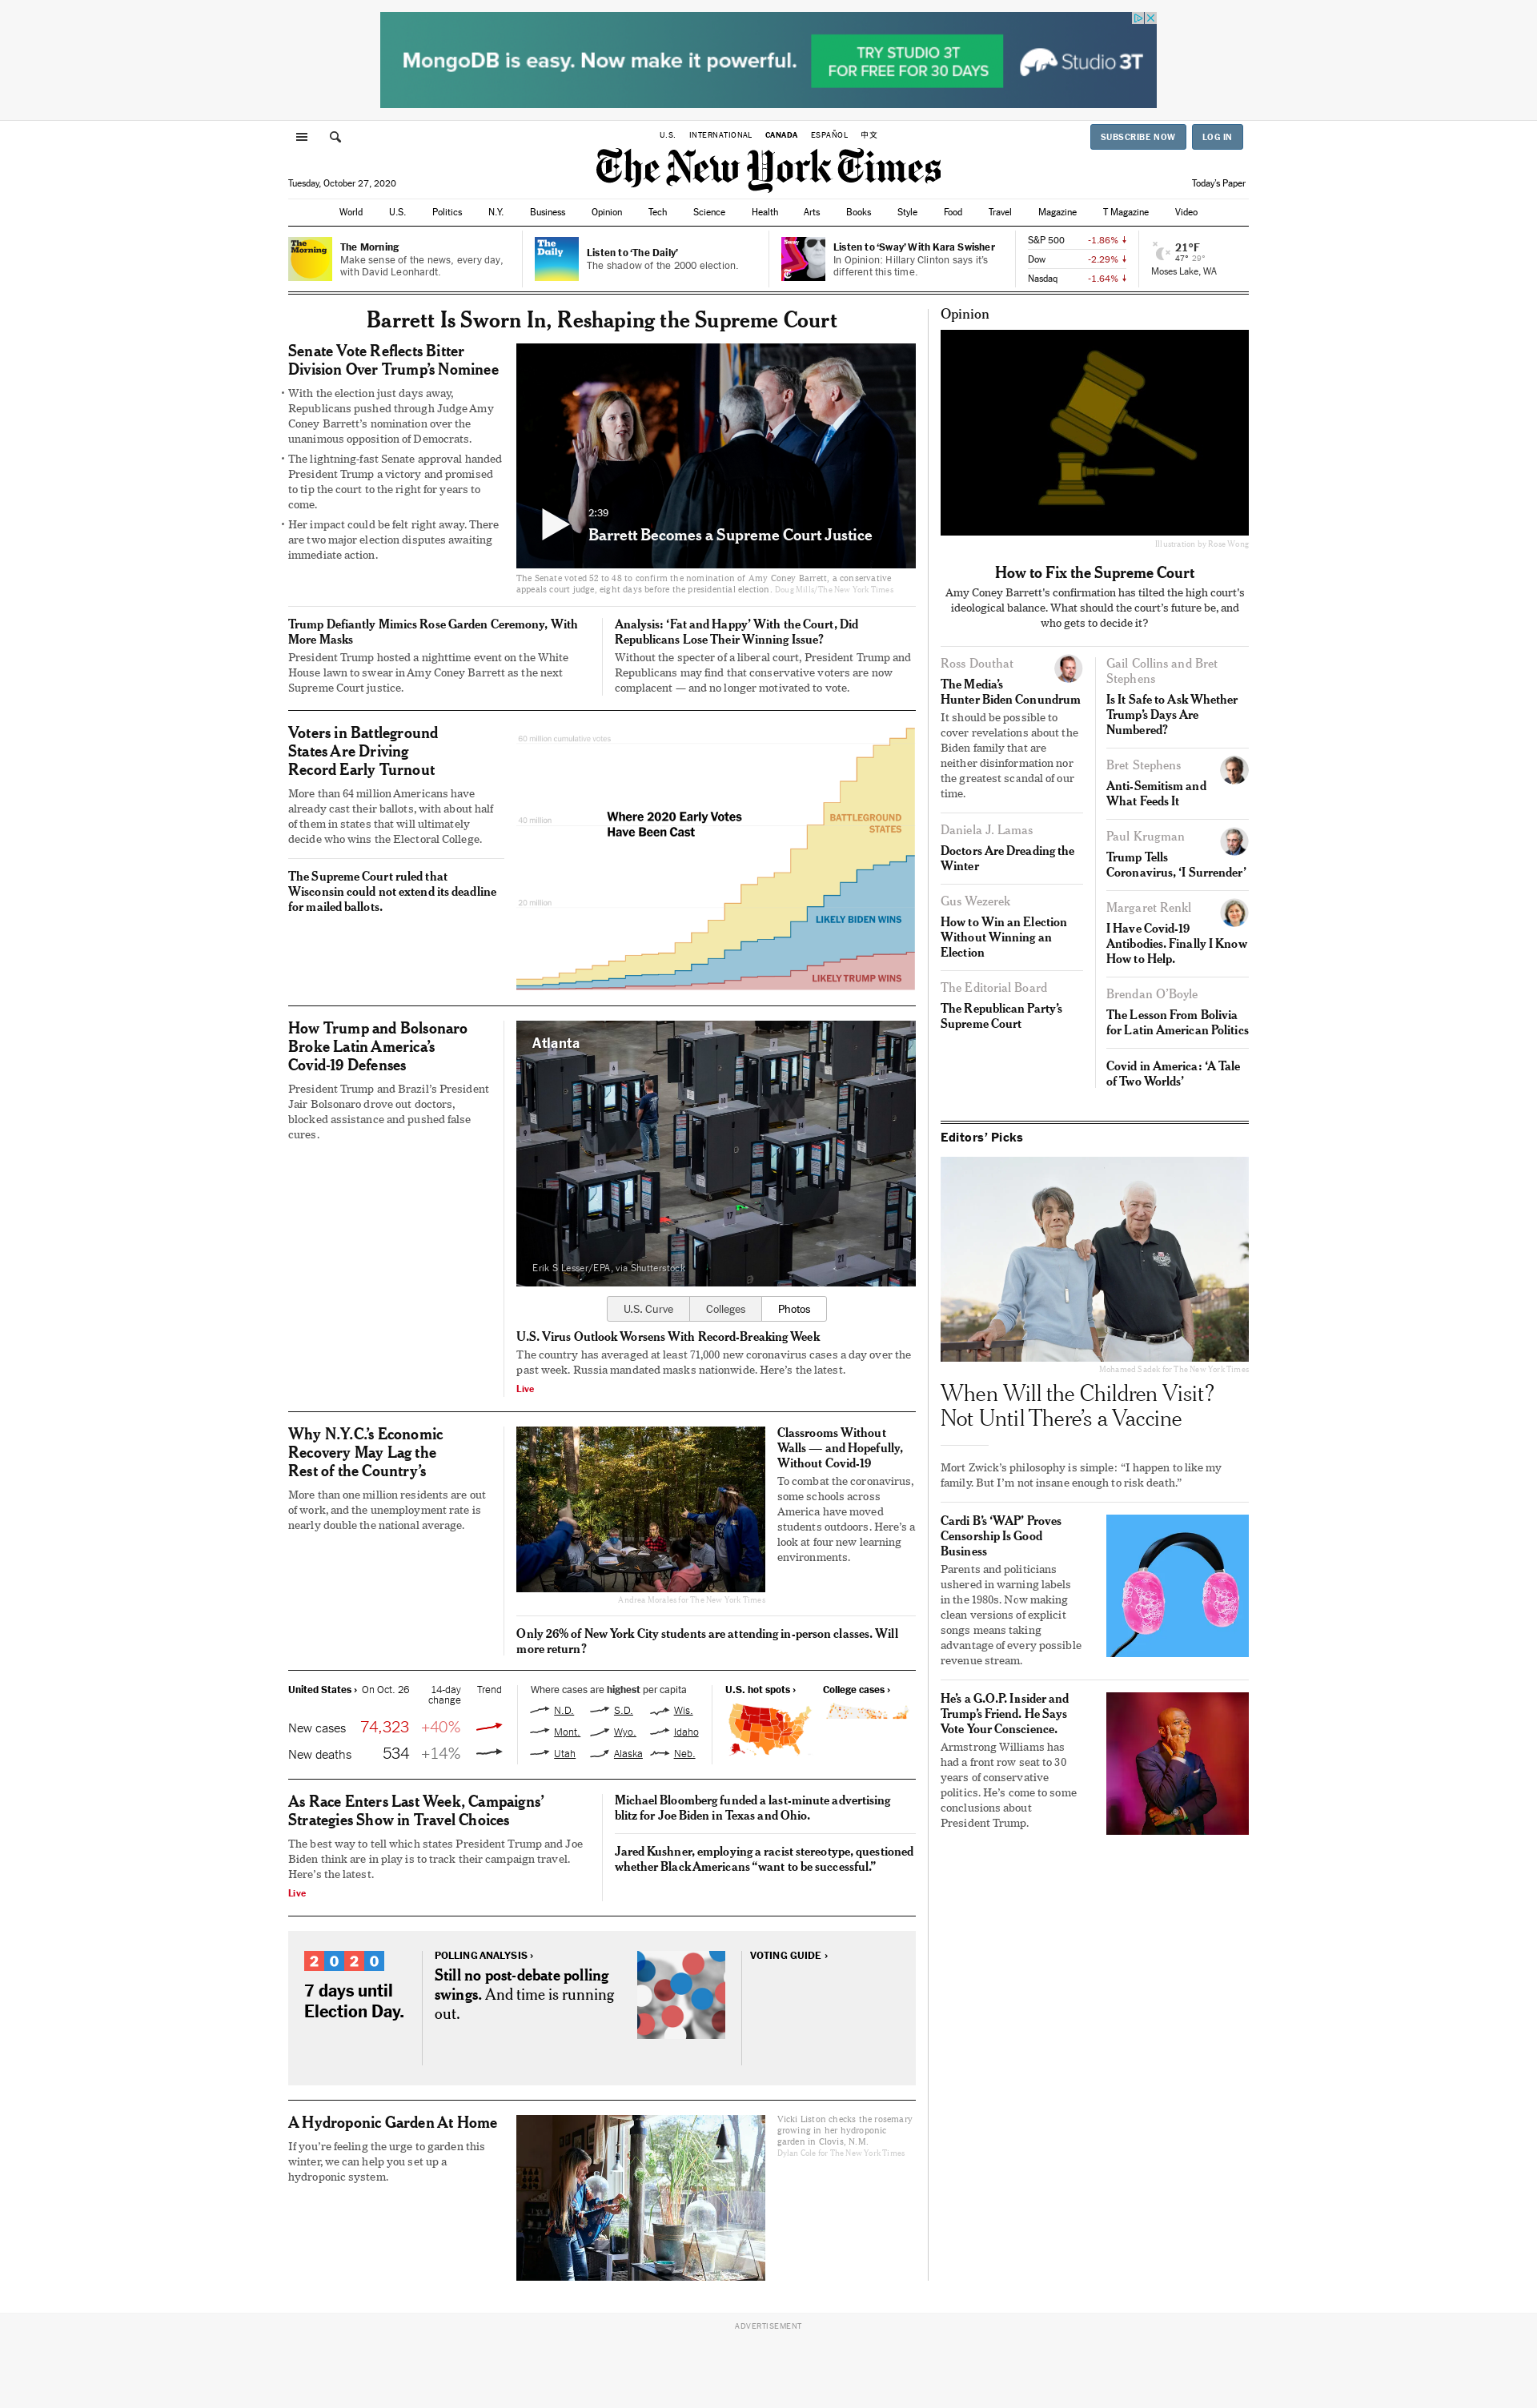 MongoDB is easy. Now make it powerful.
TRY STUDIO 3T
FOR FREE FOR 30 DAYS
Studio 3T
U.S. INTERNATIONAL CANADA ESPAÑOL 中文
SUBSCRIBE NOW LOG IN
The New York Times
Tuesday, October 27, 2020
Today's Paper
World U.S. Politics N.Y. Business Opinion Tech Science Health Arts Books Style Food Travel Magazine T Magazine Video
The Morning
The Morning
Make sense of the news, every day,
with David Leonhardt.
The Daily
Listen to ‘The Daily’
The shadow of the 2000 election.
Sway
Listen to ‘Sway’ With Kara Swisher
In Opinion: Hillary Clinton says it's
different this time.
S&P 500 -1.86% ↓
Dow -2.29% ↓
Nasdaq -1.64% ↓
21°F
47° 29°
Moses Lake, WA
Barrett Is Sworn In, Reshaping the Supreme Court
Senate Vote Reflects Bitter
Division Over Trump’s Nominee
• With the election just days away,
Republicans pushed through Judge Amy
Coney Barrett’s nomination over the
unanimous opposition of Democrats.
• The lightning-fast Senate approval handed
President Trump a victory and promised
to tip the court to the right for years to
come.
• Her impact could be felt right away. There
are two major election disputes awaiting
immediate action.
2:39
Barrett Becomes a Supreme Court Justice
The Senate voted 52 to 48 to confirm the nomination of Amy Coney Barrett, a conservative
appeals court judge, eight days before the presidential election. Doug Mills/The New York Times
Trump Defiantly Mimics Rose Garden Ceremony, With
More Masks
President Trump hosted a nighttime event on the White
House lawn to swear in Amy Coney Barrett as the next
Supreme Court justice.
Analysis: ‘Fat and Happy’ With the Court, Did
Republicans Lose Their Winning Issue?
Without the specter of a liberal court, President Trump and
Republicans may find that conservative voters are now
complacent — and no longer motivated to vote.
Voters in Battleground
States Are Driving
Record Early Turnout
More than 64 million Americans have
already cast their ballots, with about half
of them in states that will ultimately
decide who wins the Electoral College.
The Supreme Court ruled that
Wisconsin could not extend its deadline
for mailed ballots.
60 million cumulative votes
40 million
20 million
Where 2020 Early Votes
Have Been Cast
BATTLEGROUND
STATES
LIKELY BIDEN WINS
LIKELY TRUMP WINS
How Trump and Bolsonaro
Broke Latin America’s
Covid-19 Defenses
President Trump and Brazil’s President
Jair Bolsonaro drove out doctors,
blocked assistance and pushed false
cures.
Atlanta
13
14
17
21
Erik S Lesser/EPA, via Shutterstock
U.S. Curve Colleges Photos
U.S. Virus Outlook Worsens With Record-Breaking Week
The country has averaged at least 71,000 new coronavirus cases a day over the
past week. Russia mandated masks nationwide. Here’s the latest.
Live
Why N.Y.C.’s Economic
Recovery May Lag the
Rest of the Country’s
More than one million residents are out
of work, and the unemployment rate is
nearly double the national average.
Andrea Morales for The New York Times
Classrooms Without
Walls — and Hopefully,
Without Covid-19
To combat the coronavirus,
some schools across
America have moved
students outdoors. Here’s a
look at four new learning
environments.
Only 26% of New York City students are attending in-person classes. Will
more return?
United States › On Oct. 26 14-day
change Trend
New cases 74,323 +40%
New deaths 534 +14%
Where cases are highest per capita
N.D. S.D. Wis.
Mont. Wyo. Idaho
Utah Alaska Neb.
U.S. hot spots ›
College cases ›
As Race Enters Last Week, Campaigns’
Strategies Show in Travel Choices
The best way to tell which states President Trump and Joe
Biden think are in play is to track their campaign travel.
Here’s the latest.
Live
Michael Bloomberg funded a last-minute advertising
blitz for Joe Biden in Texas and Ohio.
Jared Kushner, employing a racist stereotype, questioned
whether Black Americans “want to be successful.”
2020
7 days until
Election Day.
POLLING ANALYSIS ›
Still no post-debate polling
swings. And time is running
out.
VOTING GUIDE ›
A Hydroponic Garden At Home
If you’re feeling the urge to garden this
winter, we can help you set up a
hydroponic system.
Vicki Liston checks the rosemary
growing in her hydroponic
garden in Clovis, N.M.
Dylan Cole for The New York Times
Opinion
Illustration by Rose Wong
How to Fix the Supreme Court
Amy Coney Barrett’s confirmation has tilted the high court’s
ideological balance. What should the court’s future be, and
who gets to decide it?
Ross Douthat
The Media’s
Hunter Biden Conundrum
It should be possible to
cover revelations about the
Biden family that are
neither disinformation nor
the greatest scandal of our
time.
Daniela J. Lamas
Doctors Are Dreading the
Winter
Gus Wezerek
How to Win an Election
Without Winning an
Election
The Editorial Board
The Republican Party’s
Supreme Court
Gail Collins and Bret
Stephens
Is It Safe to Ask Whether
Trump’s Days Are
Numbered?
Bret Stephens
Anti-Semitism and
What Feeds It
Paul Krugman
Trump Tells
Coronavirus, ‘I Surrender’
Margaret Renkl
I Have Covid-19
Antibodies. Finally I Know
How to Help.
Brendan O’Boyle
The Lesson From Bolivia
for Latin American Politics
Covid in America: ‘A Tale
of Two Worlds’
Editors’ Picks
Mohamed Sadek for The New York Times
When Will the Children Visit?
Not Until There’s a Vaccine
Mort Zwick’s philosophy is simple: “I happen to like my
family. But I’m not insane enough to risk death.”
Cardi B’s ‘WAP’ Proves
Censorship Is Good
Business
Parents and politicians
ushered in warning labels
in the 1980s. Now making
clean versions of explicit
songs means taking
advantage of every possible
revenue stream.
He’s a G.O.P. Insider and
Trump’s Friend. He Says
Vote Your Conscience.
Armstrong Williams has
had a front row seat to 30
years of conservative
politics. He’s come to some
conclusions about
President Trump.
ADVERTISEMENT